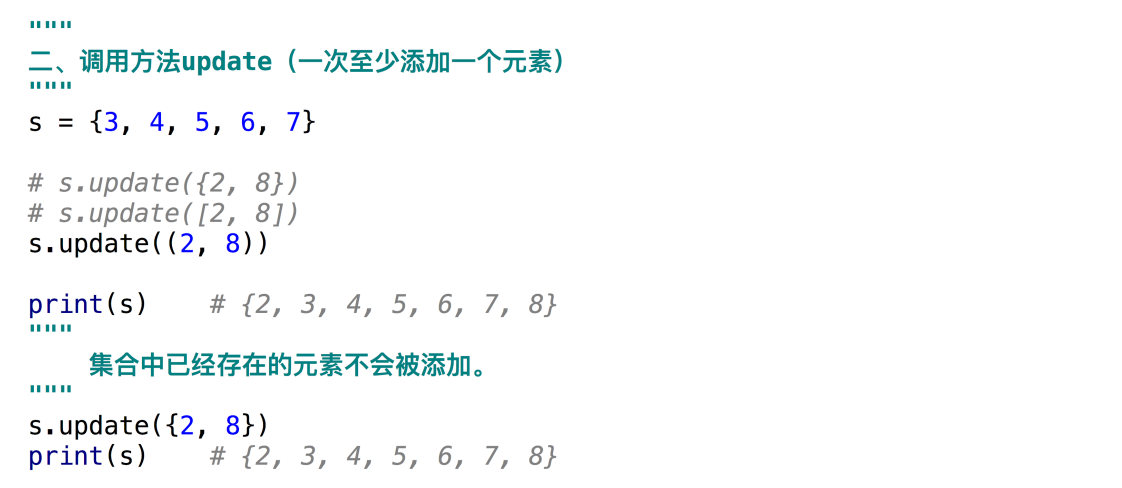 """
二、调用方法update（一次至少添加一个元素）
"""
s = {3, 4, 5, 6, 7}
# s.update({2, 8})
# s.update([2, 8])
s.update((2, 8))
print(s)    # {2, 3, 4, 5, 6, 7, 8}
"""
    集合中已经存在的元素不会被添加。
"""
s.update({2, 8})
print(s)    # {2, 3, 4, 5, 6, 7, 8}